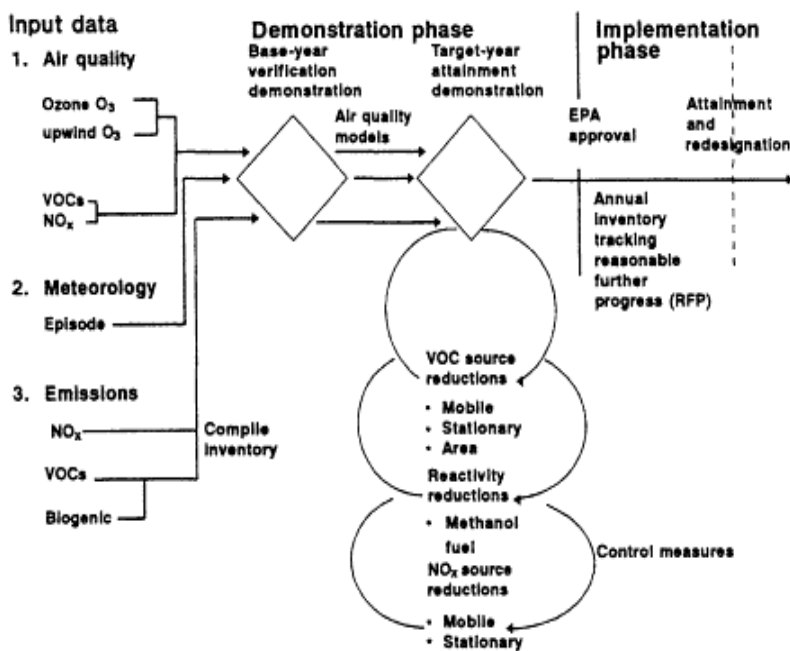 Input data
1. Air quality
Ozone O₃
upwind O₃
VOCs
NOₓ
2. Meteorology
Episode
3. Emissions
NOₓ
VOCs
Biogenic
Compile
inventory
Demonstration phase
Base-year
verification
demonstration
Air quality
models
Target-year
attainment
demonstration
VOC source
reductions
• Mobile
• Stationary
• Area
Reactivity
reductions
• Methanol
fuel
NOₓ source
reductions
• Mobile
• Stationary
Control measures
Implementation
phase
EPA
approval
Attainment
and
redesignation
Annual
inventory
tracking
reasonable
further
progress (RFP)